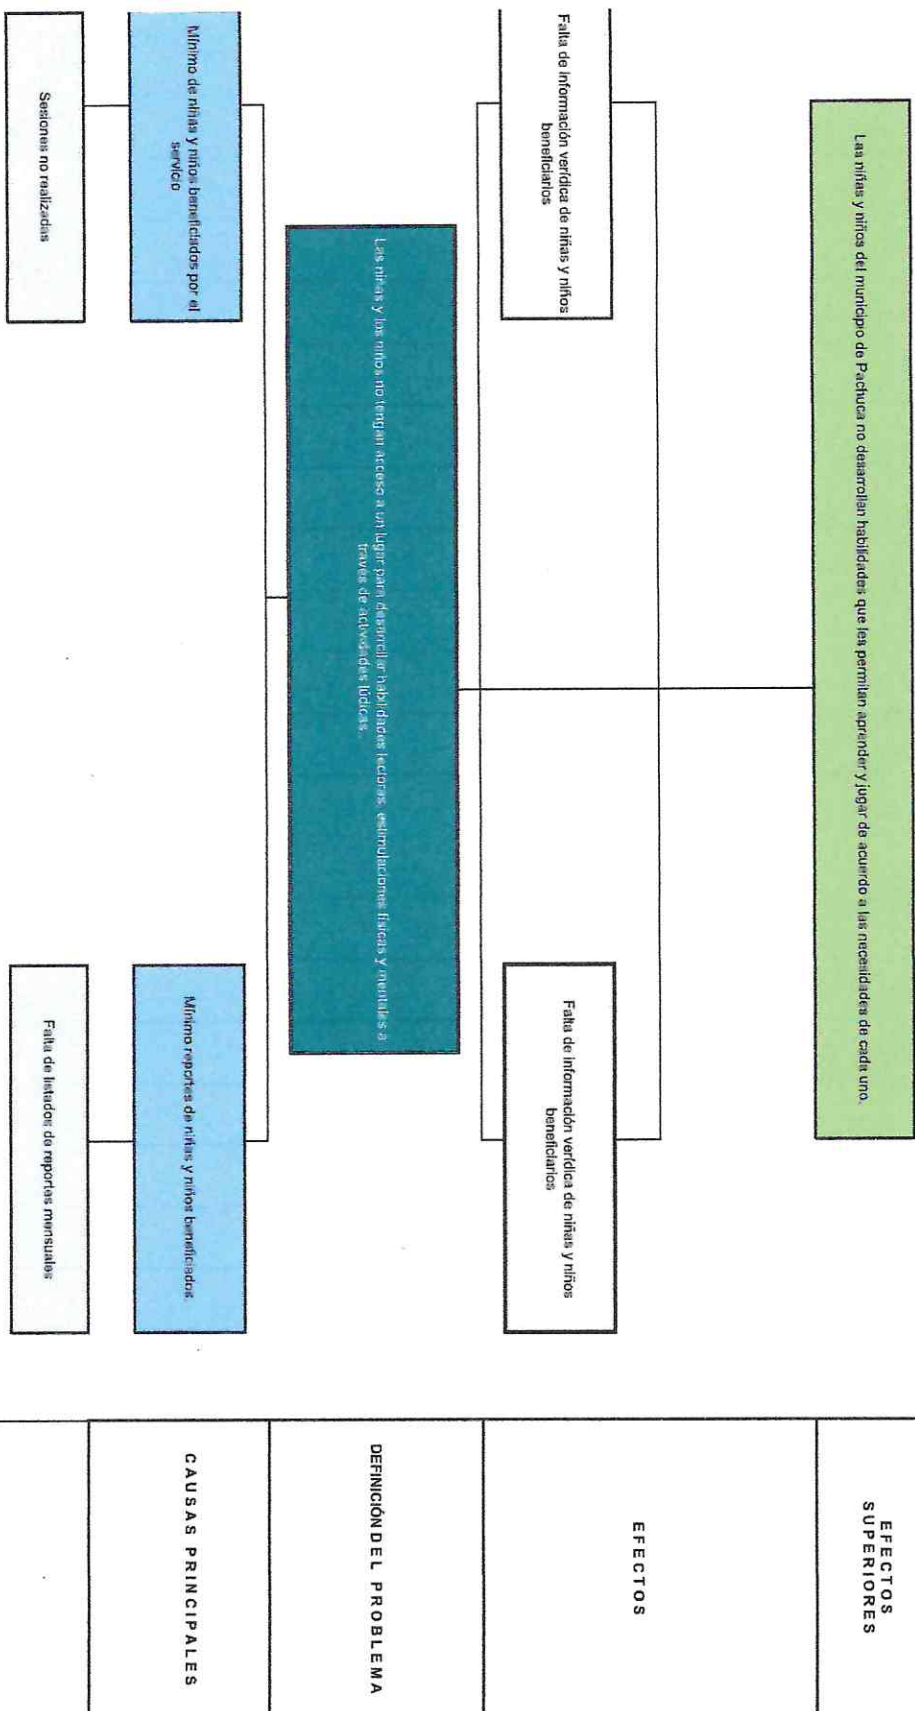 Las niñas y niños del municipio de Pachuca no desarrollan habilidades que les permitan aprender y jugar de acuerdo a las necesidades de cada uno.
EFECTOS
SUPERIORES
Falta de información verídica de niñas y niños
beneficiarios
Falta de información verídica de niñas y niños
beneficiarios
EFECTOS
Las niñas y los niños no tengan acceso a un lugar para desarrollar habilidades lectoras, estimulaciones físicas y mentales a
través de actividades lúdicas.
DEFINICIÓN DEL PROBLEMA
Mínimo de niñas y niños beneficiados por el
servicio
Mínimo reportes de niñas y niños beneficiados.
CAUSAS PRINCIPALES
Sesiones no realizadas
Falta de listados de reportes mensuales